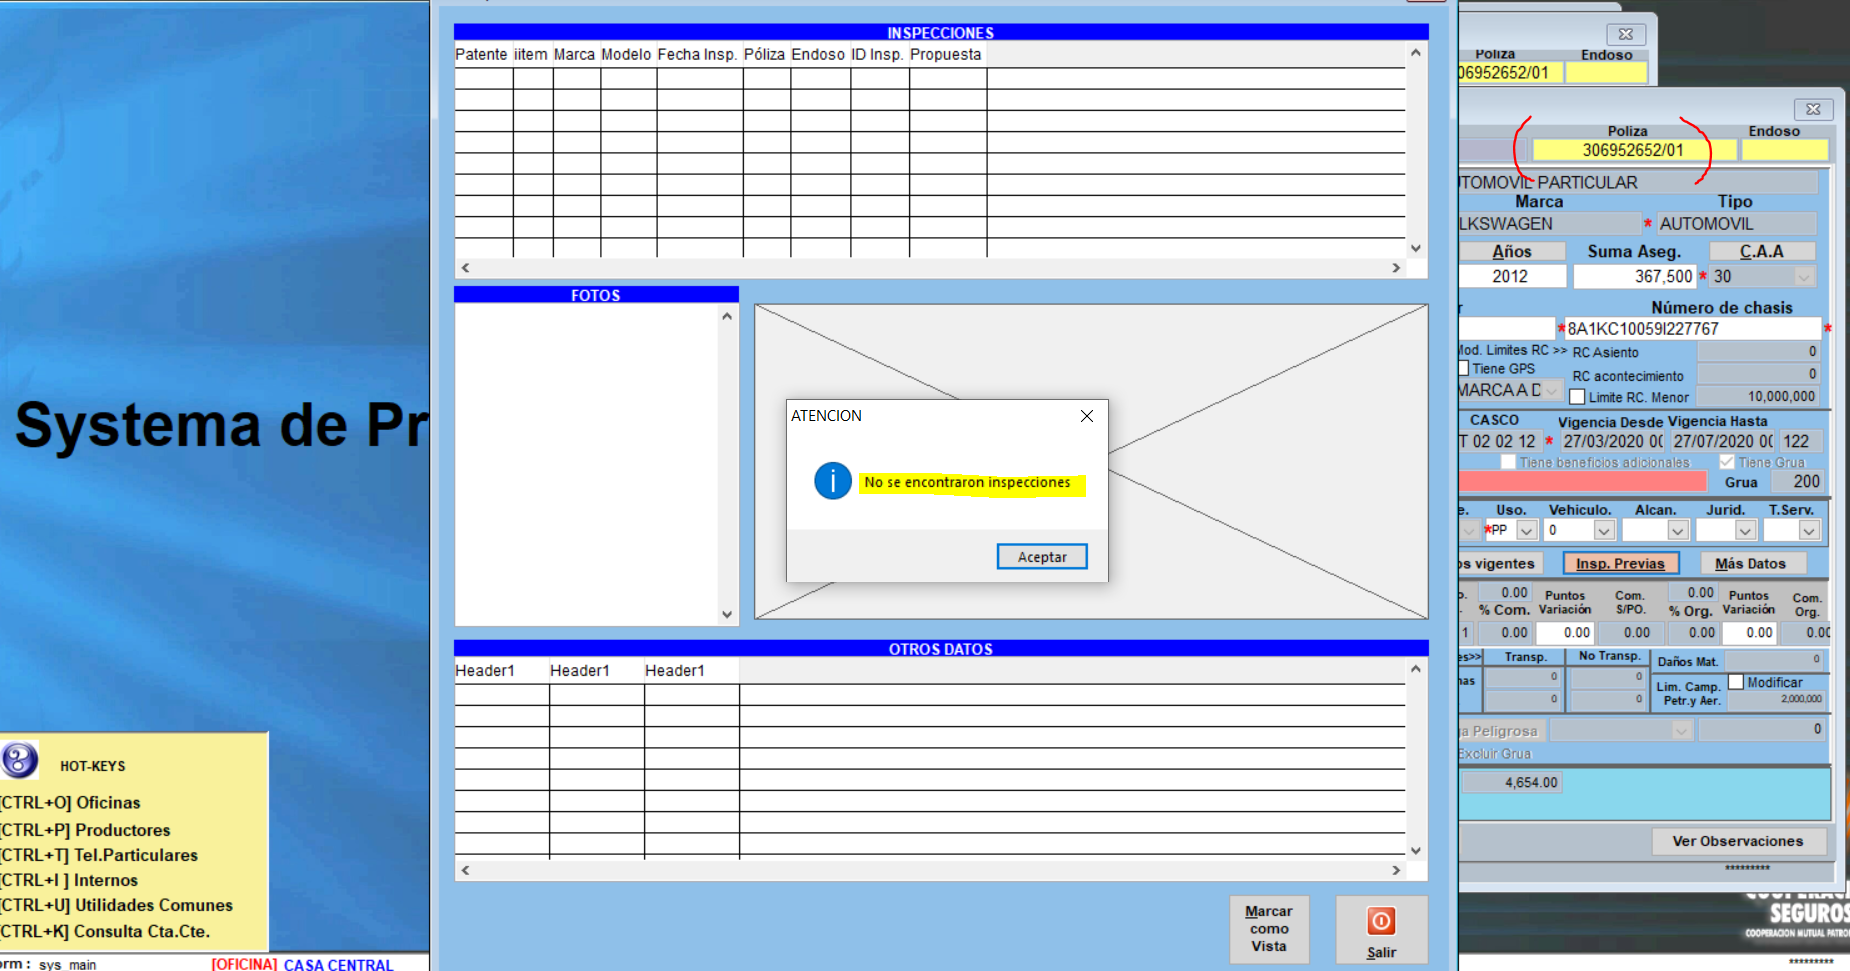 INSPECCIONES
Patente iitem Marca Modelo Fecha Insp. Póliza Endoso ID Insp. Propuesta
FOTOS
ATENCION
No se encontraron inspecciones
Aceptar
OTROS DATOS
Header1 Header1 Header1
Marcar como Vista
Salir
Systema de Pr
HOT-KEYS
[CTRL+O] Oficinas
[CTRL+P] Productores
[CTRL+T] Tel.Particulares
[CTRL+I ] Internos
[CTRL+U] Utilidades Comunes
[CTRL+K] Consulta Cta.Cte.
orm : sys_main [OFICINA] CASA CENTRAL
Poliza Endoso
06952652/01
Poliza Endoso
306952652/01
TOMOVIL PARTICULAR
Marca Tipo
LKSWAGEN * AUTOMOVIL
Años Suma Aseg. C.A.A
2012 367,500 * 30
r Número de chasis
*8A1KC10059I227767 *
Mod. Limites RC >> RC Asiento 0
Tiene GPS RC acontecimiento 0
MARCA A D Limite RC. Menor 10,000,000
CASCO Vigencia Desde Vigencia Hasta
T 02 02 12 * 27/03/2020 0( 27/07/2020 0( 122
Tiene beneficios adicionales Tiene Grua
Grua 200
e. Uso. Vehiculo. Alcan. Jurid. T.Serv.
*PP 0
os vigentes Insp. Previas Más Datos
o. 0.00 Puntos Com. 0.00 Puntos Com.
. % Com. Variación S/PO. % Org. Variación Org.
1 0.00 0.00 0.00 0.00 0.00 0.00
es>> Transp. No Transp. Daños Mat. 0
nas 0 0 Lim. Camp. Modificar
0 0 Petr.y Aer. 2,000,000
ga Peligrosa 0
Excluir Grua
4,654.00
Ver Observaciones
*********
COOPERAC
SEGUROS
COOPERACION MUTUAL PATRO
*********